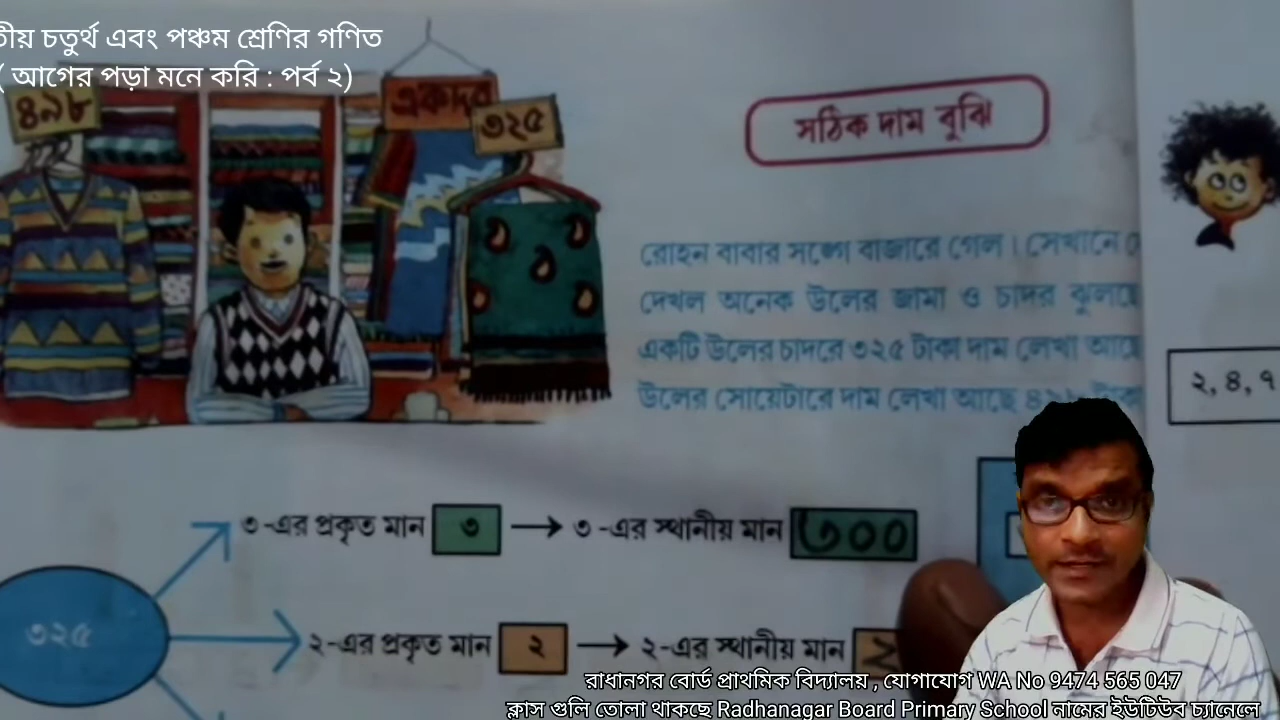 তীয় চতুর্থ এবং পঞ্চম শ্রেণির গণিত
( আগের পড়া মনে করি : পর্ব ২)
৪৯৮
একদর
৩২৫
সঠিক দাম বুঝি
রোহন বাবার সঙ্গে বাজারে গেল। সেখানে
দেখল অনেক উলের জামা ও চাদর
একটি উলের চাদরে ৩২৫ টাকা দাম লেখা
উলের সোয়েটারে দাম লেখা আছে
২, ৪, ৭
৩-এর প্রকৃত মান ৩ → ৩-এর স্থানীয় মান ৩০০
৩২৫
২-এর প্রকৃত মান ২ → ২-এর স্থানীয় মান
রাধানগর বোর্ড প্রাথমিক বিদ্যালয় , যোগাযোগ WA No 9474 565 047
ক্লাস গুলি তোলা থাকছে Radhanagar Board Primary School নামের ইউটিউব চ্যানেলে